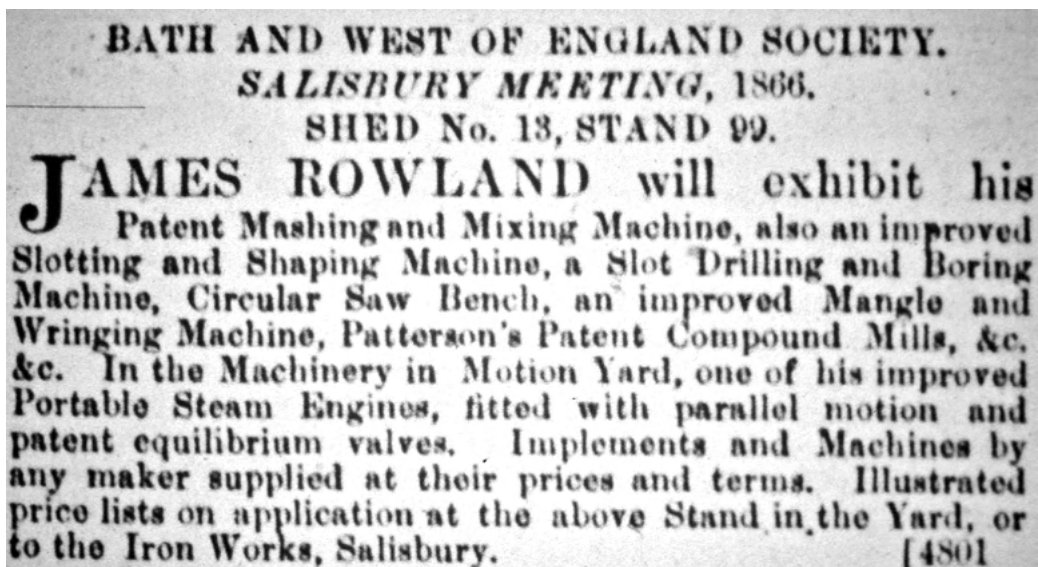 BATH AND WEST OF ENGLAND SOCIETY.
SALISBURY MEETING, 1866.
SHED No. 13, STAND 99.
JAMES ROWLAND will exhibit his
Patent Mashing and Mixing Machine, also an improved
Slotting and Shaping Machine, a Slot Drilling and Boring
Machine, Circular Saw Bench, an improved Mangle and
Wringing Machine, Patterson's Patent Compound Mills, &c.
&c. In the Machinery in Motion Yard, one of his improved
Portable Steam Engines, fitted with parallel motion and
patent equilibrium valves. Implements and Machines by
any maker supplied at their prices and terms. Illustrated
price lists on application at the above Stand in the Yard, or
to the Iron Works, Salisbury. [4801